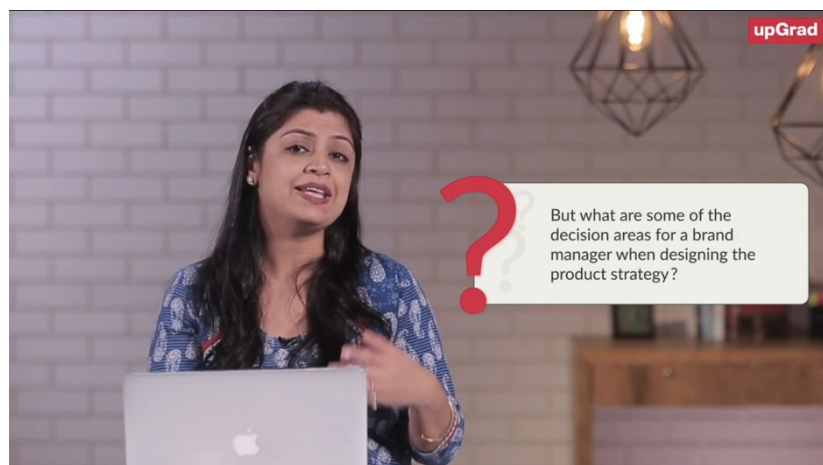 upGrad
?
But what are some of the
decision areas for a brand
manager when designing the
product strategy?